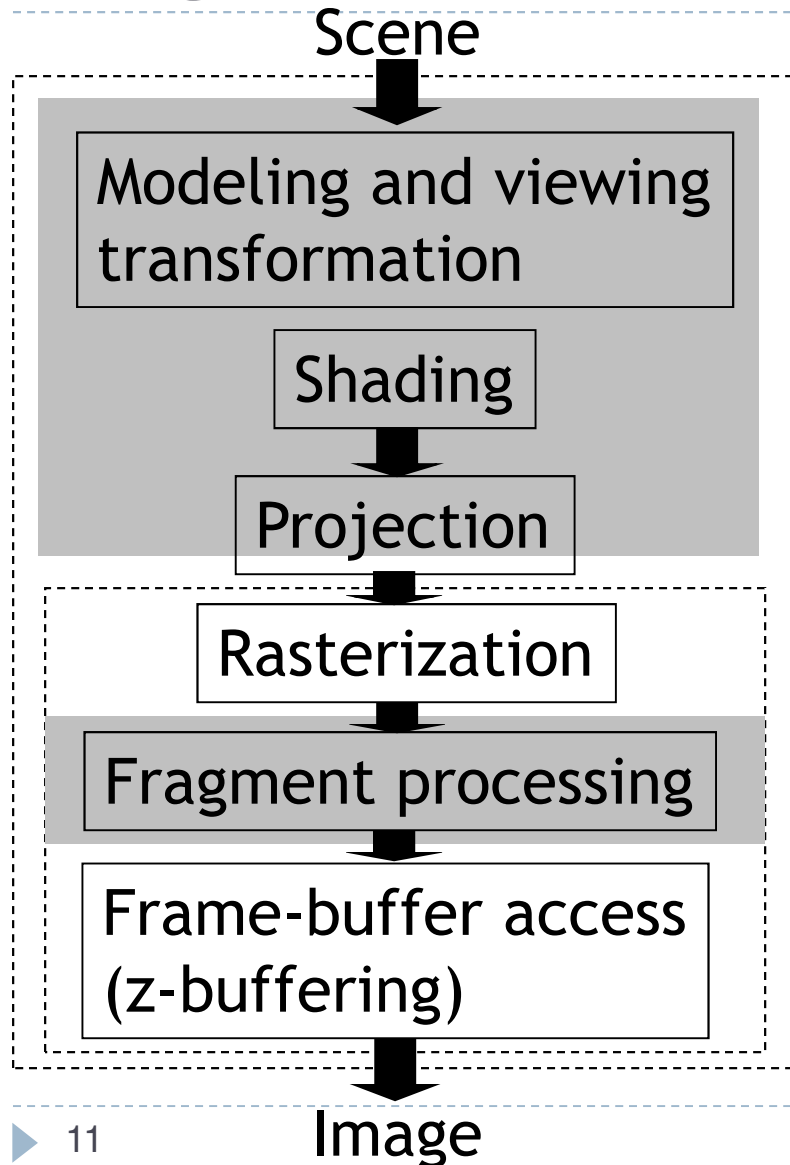 Scene
Modeling and viewing
transformation
Shading
Projection
Rasterization
Fragment processing
Frame-buffer access
(z-buffering)
11
Image